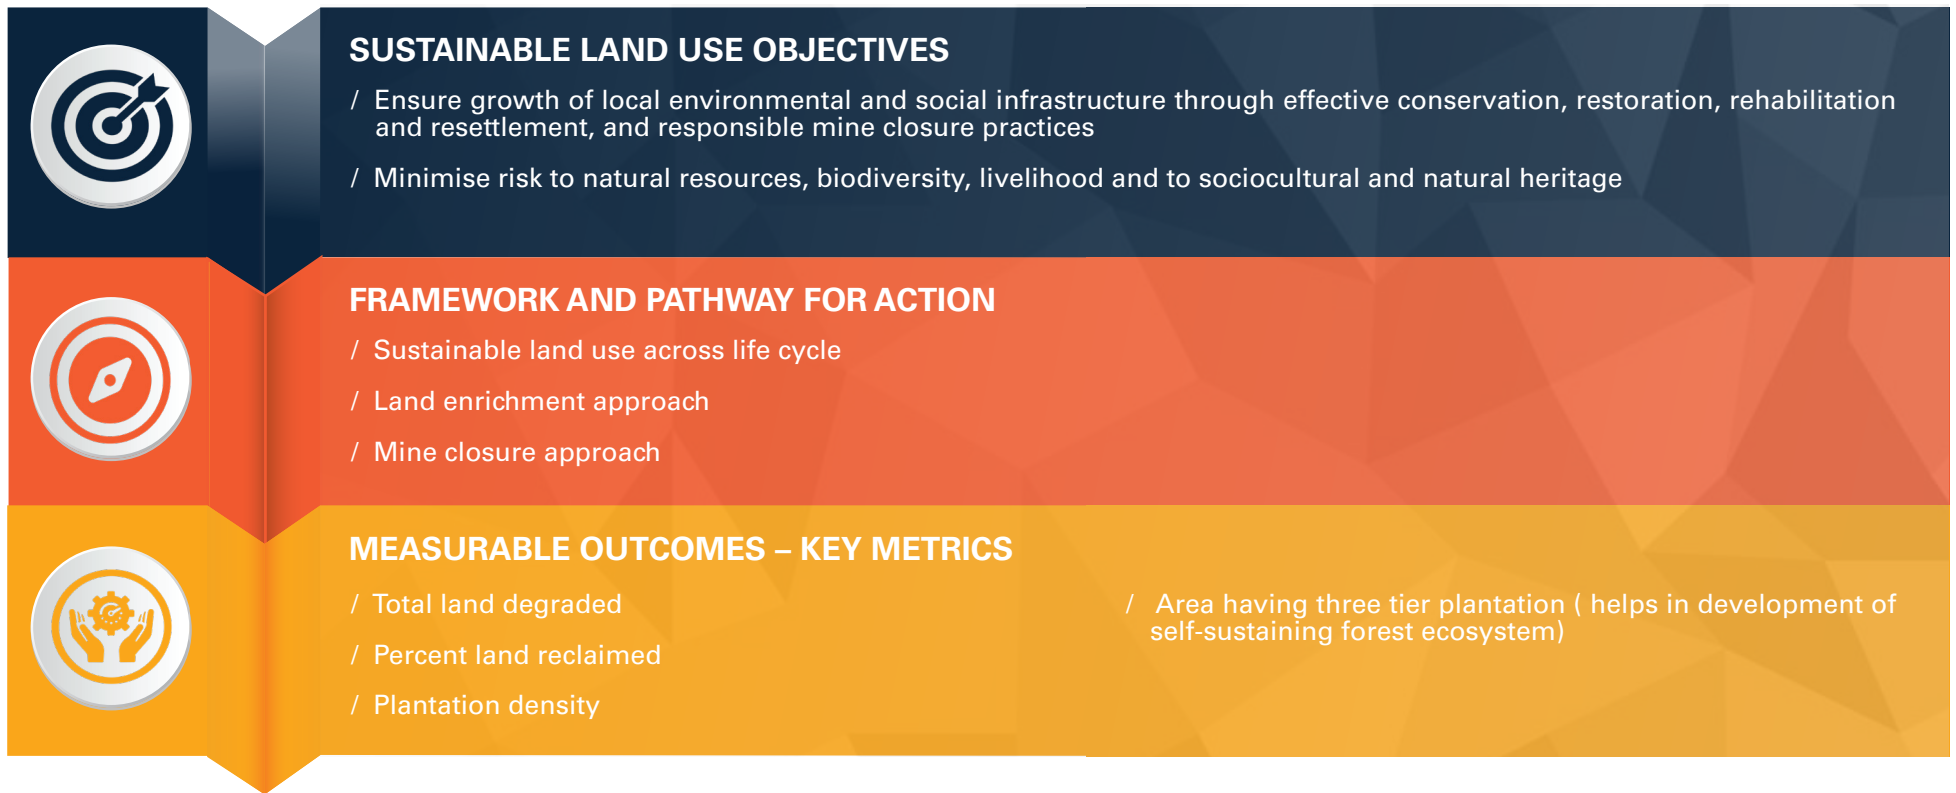 SUSTAINABLE LAND USE OBJECTIVES
/ Ensure growth of local environmental and social infrastructure through effective conservation, restoration, rehabilitation
and resettlement, and responsible mine closure practices
/ Minimise risk to natural resources, biodiversity, livelihood and to sociocultural and natural heritage
FRAMEWORK AND PATHWAY FOR ACTION
/ Sustainable land use across life cycle
/ Land enrichment approach
/ Mine closure approach
MEASURABLE OUTCOMES – KEY METRICS
/ Total land degraded
/ Percent land reclaimed
/ Plantation density
/ Area having three tier plantation ( helps in development of
self-sustaining forest ecosystem)